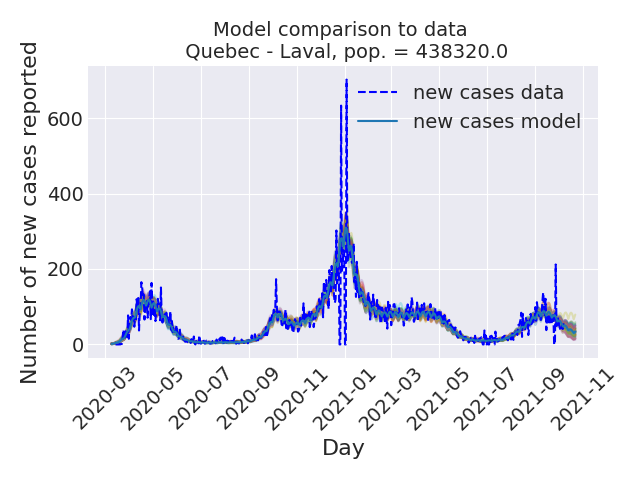 Model comparison to data
Quebec - Laval, pop. = 438320.0
new cases data
new cases model
Number of new cases reported
600
400
200
0
2020-03
2020-05
2020-07
2020-09
2020-11
2021-01
2021-03
2021-05
2021-07
2021-09
2021-11
Day